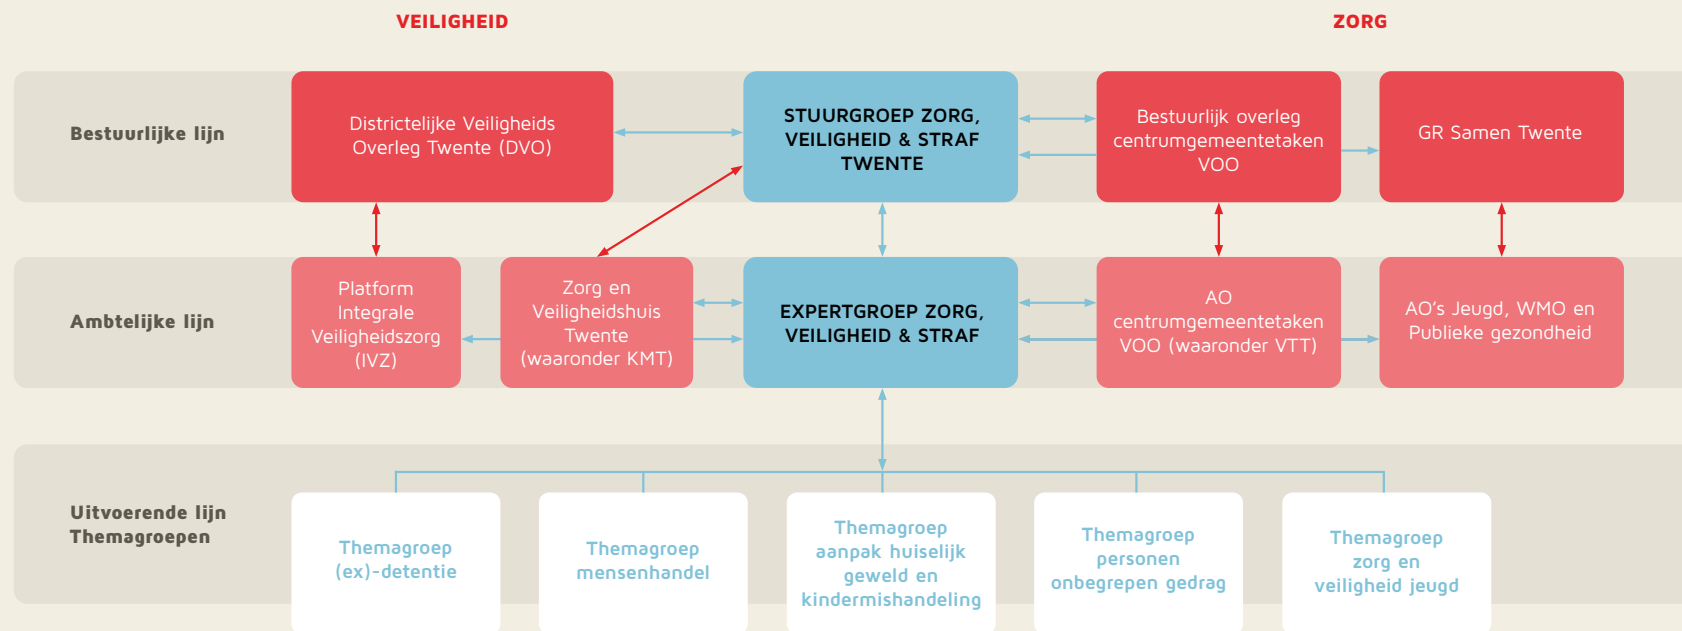 VEILIGHEID
ZORG
Bestuurlijke lijn
Districtelijke Veiligheids
Overleg Twente (DVO)
STUURGROEP ZORG,
VEILIGHEID & STRAF
TWENTE
Bestuurlijk overleg
centrumgemeentetaken
VOO
GR Samen Twente
Ambtelijke lijn
Platform
Integrale
Veiligheidszorg
(IVZ)
Zorg en
Veiligheidshuis
Twente
(waaronder KMT)
EXPERTGROEP ZORG,
VEILIGHEID & STRAF
AO
centrumgemeentetaken
VOO (waaronder VTT)
AO's Jeugd, WMO en
Publieke gezondheid
Uitvoerende lijn
Themagroepen
Themagroep
(ex)-detentie
Themagroep
mensenhandel
Themagroep
aanpak huiselijk
geweld en
kindermishandeling
Themagroep
personen
onbegrepen gedrag
Themagroep
zorg en
veiligheid jeugd